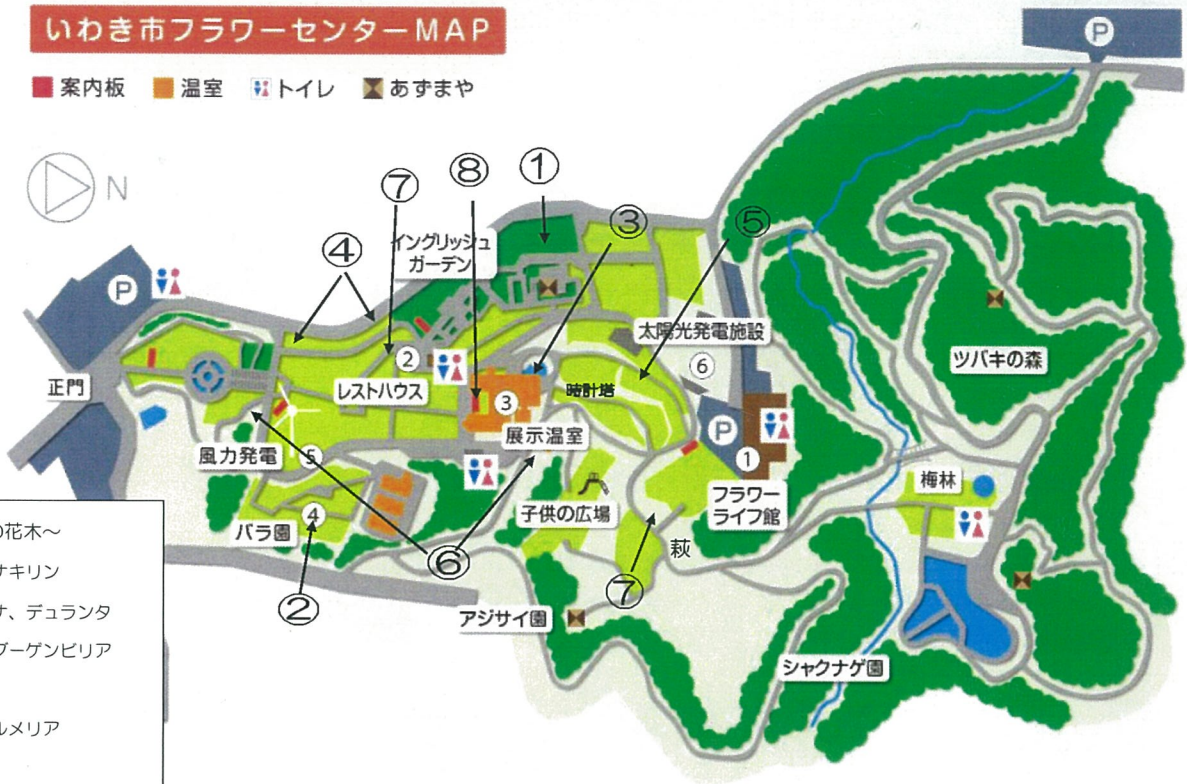 いわき市フラワーセンターMAP
案内板
温室
トイレ
あずまや
N
P
⑦
⑧
①
③
⑤
④
イングリッシュ
ガーデン
P
太陽光発電施設
ツバキの森
正門
②
レストハウス
時計塔
⑥
③
展示温室
P
①
風力発電
⑤
フラワー
ライフ館
梅林
子供の広場
バラ園
④
萩
⑥
⑦
②
アジサイ園
シャクナゲ園
の花木～
ナキリン
ナ、デュランタ
ブーゲンビリア
ルメリア